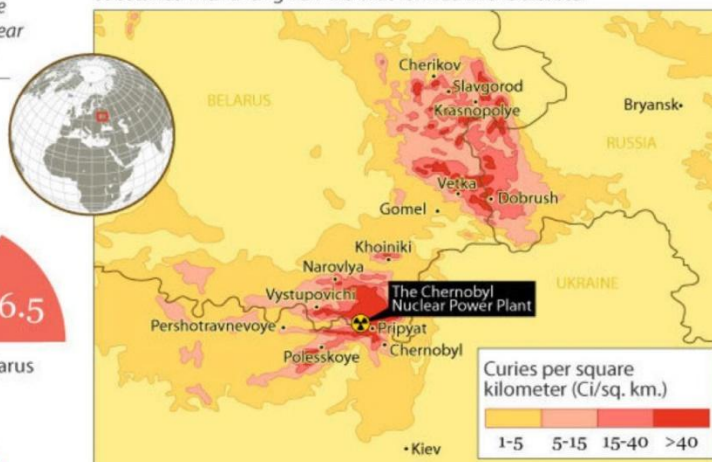 ear
6.5
arus
BELARUS
Cherikov
Slavgorod
Krasnopolye
Bryansk
RUSSIA
Vetka
Dobrush
Gomel
Khoiniki
Narovlya
UKRAINE
Vystupovichi
The Chernobyl
Nuclear Power Plant
Pershotravnevoye
Pripyat
Chernobyl
Polesskoye
Curies per square
kilometer (Ci/sq. km.)
1-5 5-15 15-40 >40
Kiev